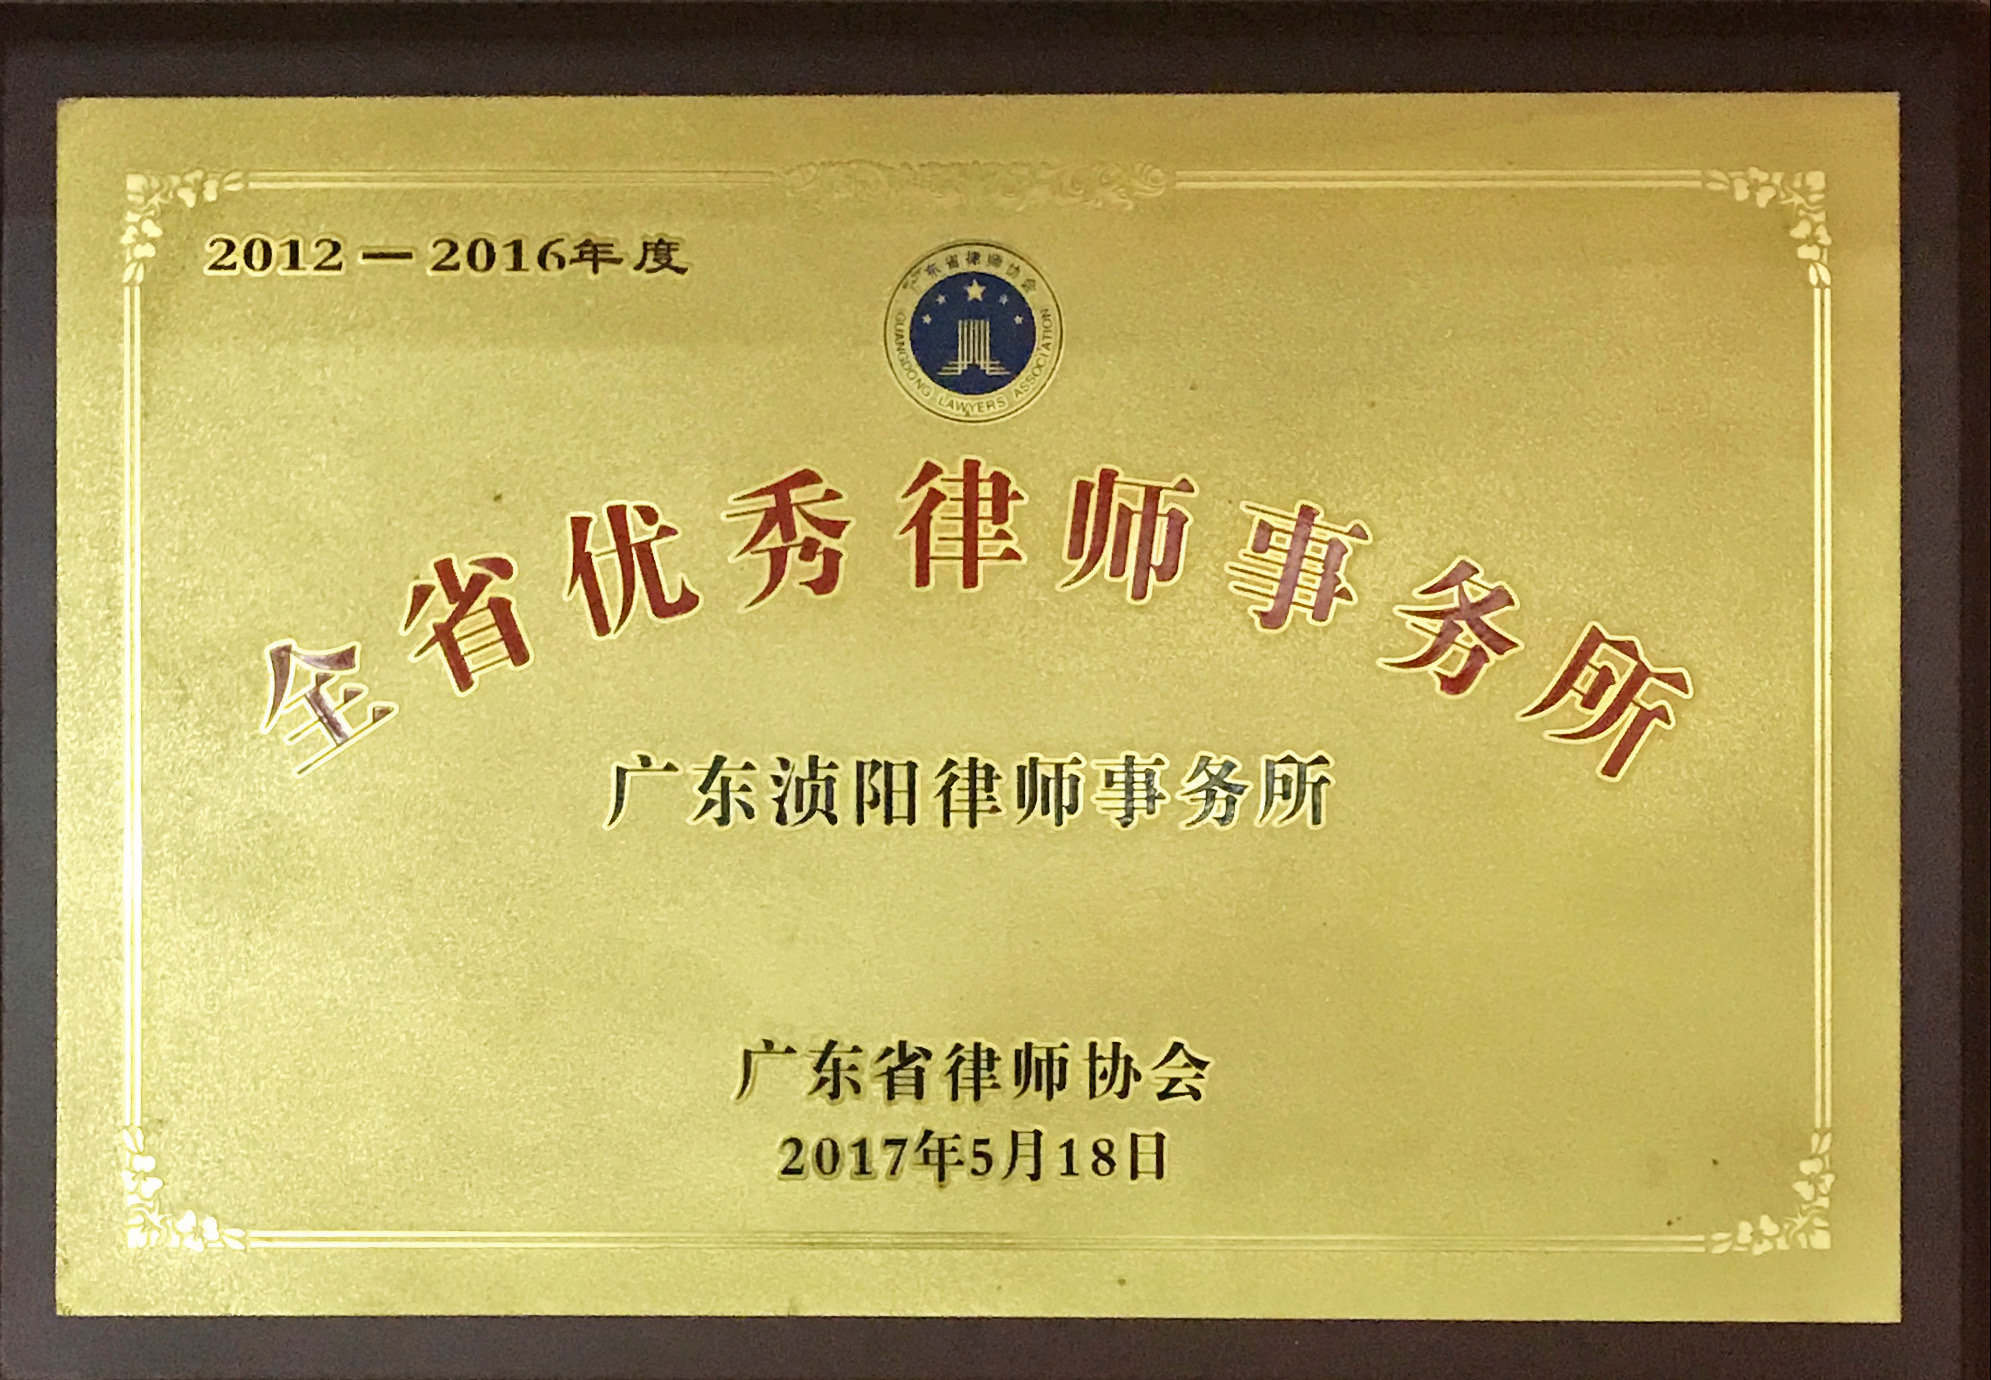 2012—2016年度
广东省律师协会
GUANGDONG LAWYERS ASSOCIATION
全省优秀律师事务所
广东浈阳律师事务所
广东省律师协会
2017年5月18日